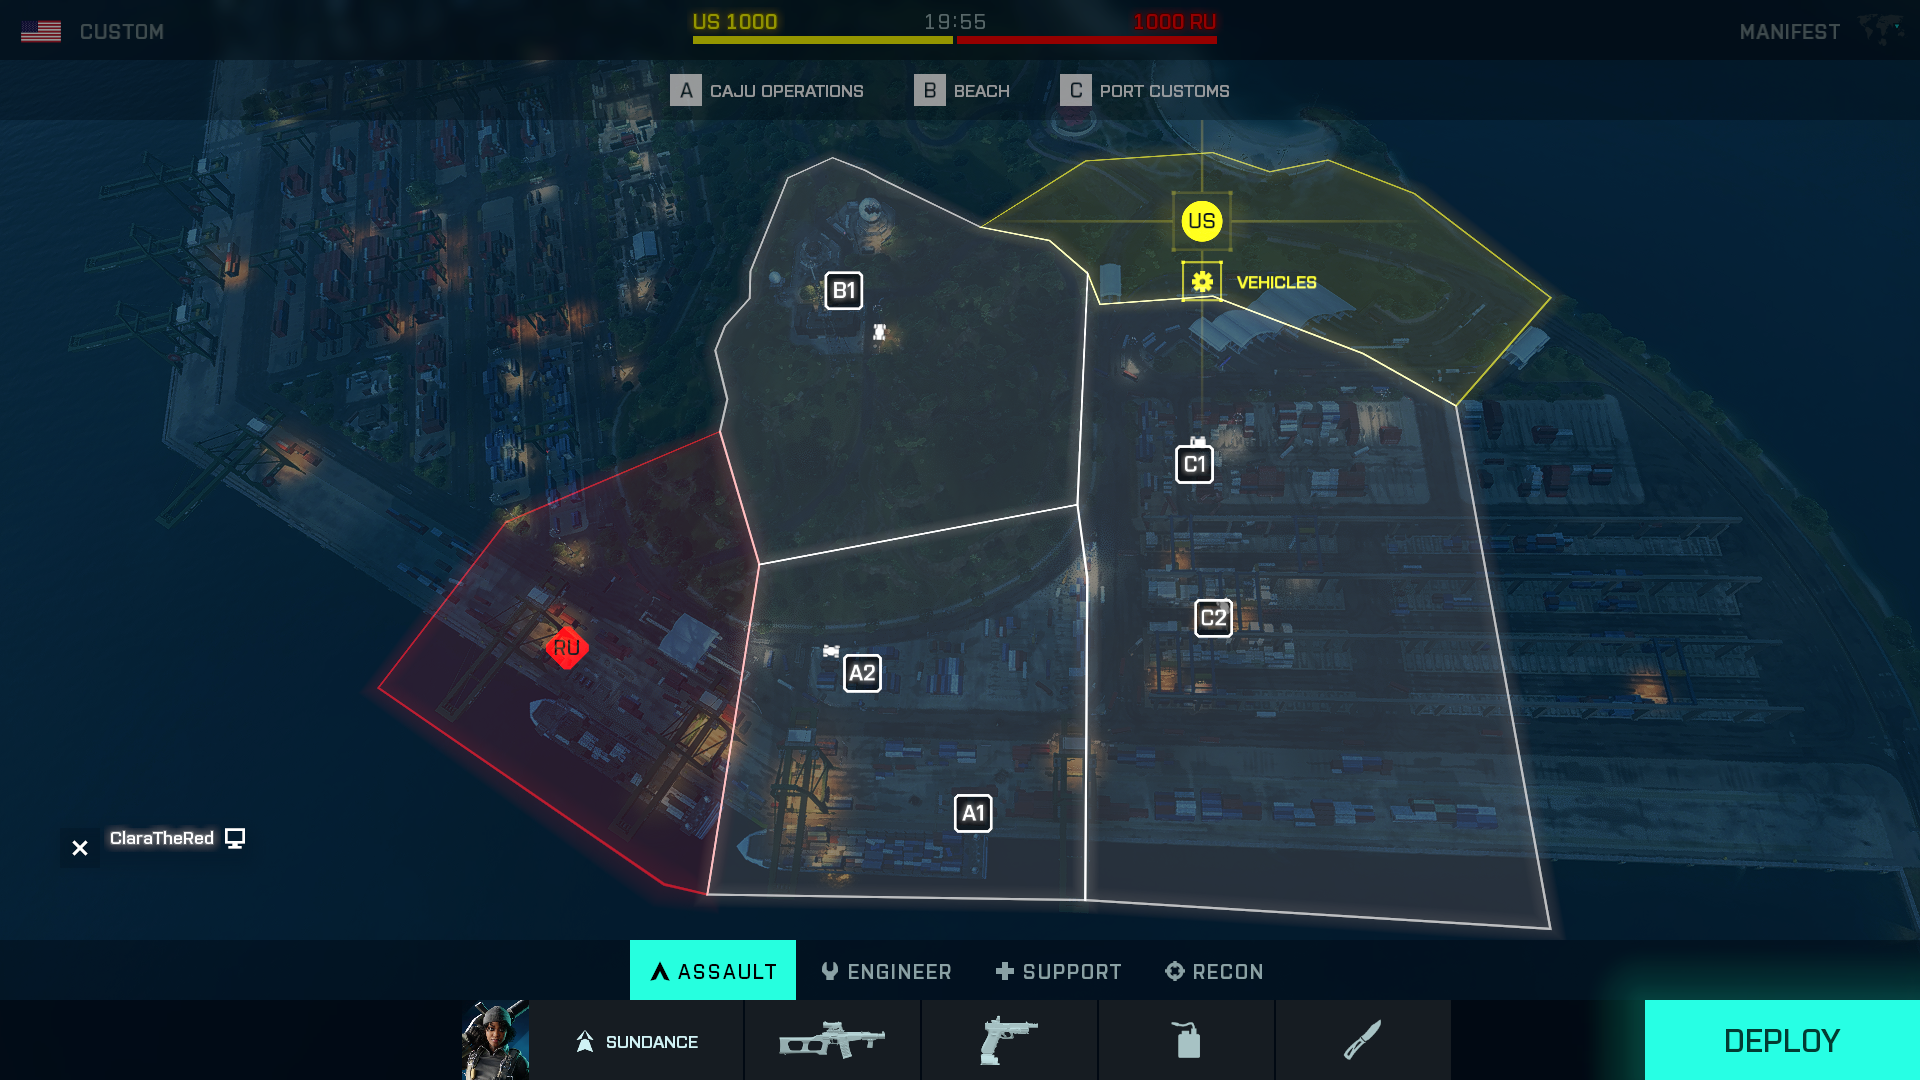 CUSTOM
US 1000 19:55 1000 RU
MANIFEST
A CAJU OPERATIONS B BEACH C PORT CUSTOMS
US
VEHICLES
B1
C1
C2
RU
A2
A1
ClaraTheRed
ASSAULT ENGINEER SUPPORT RECON
SUNDANCE
DEPLOY